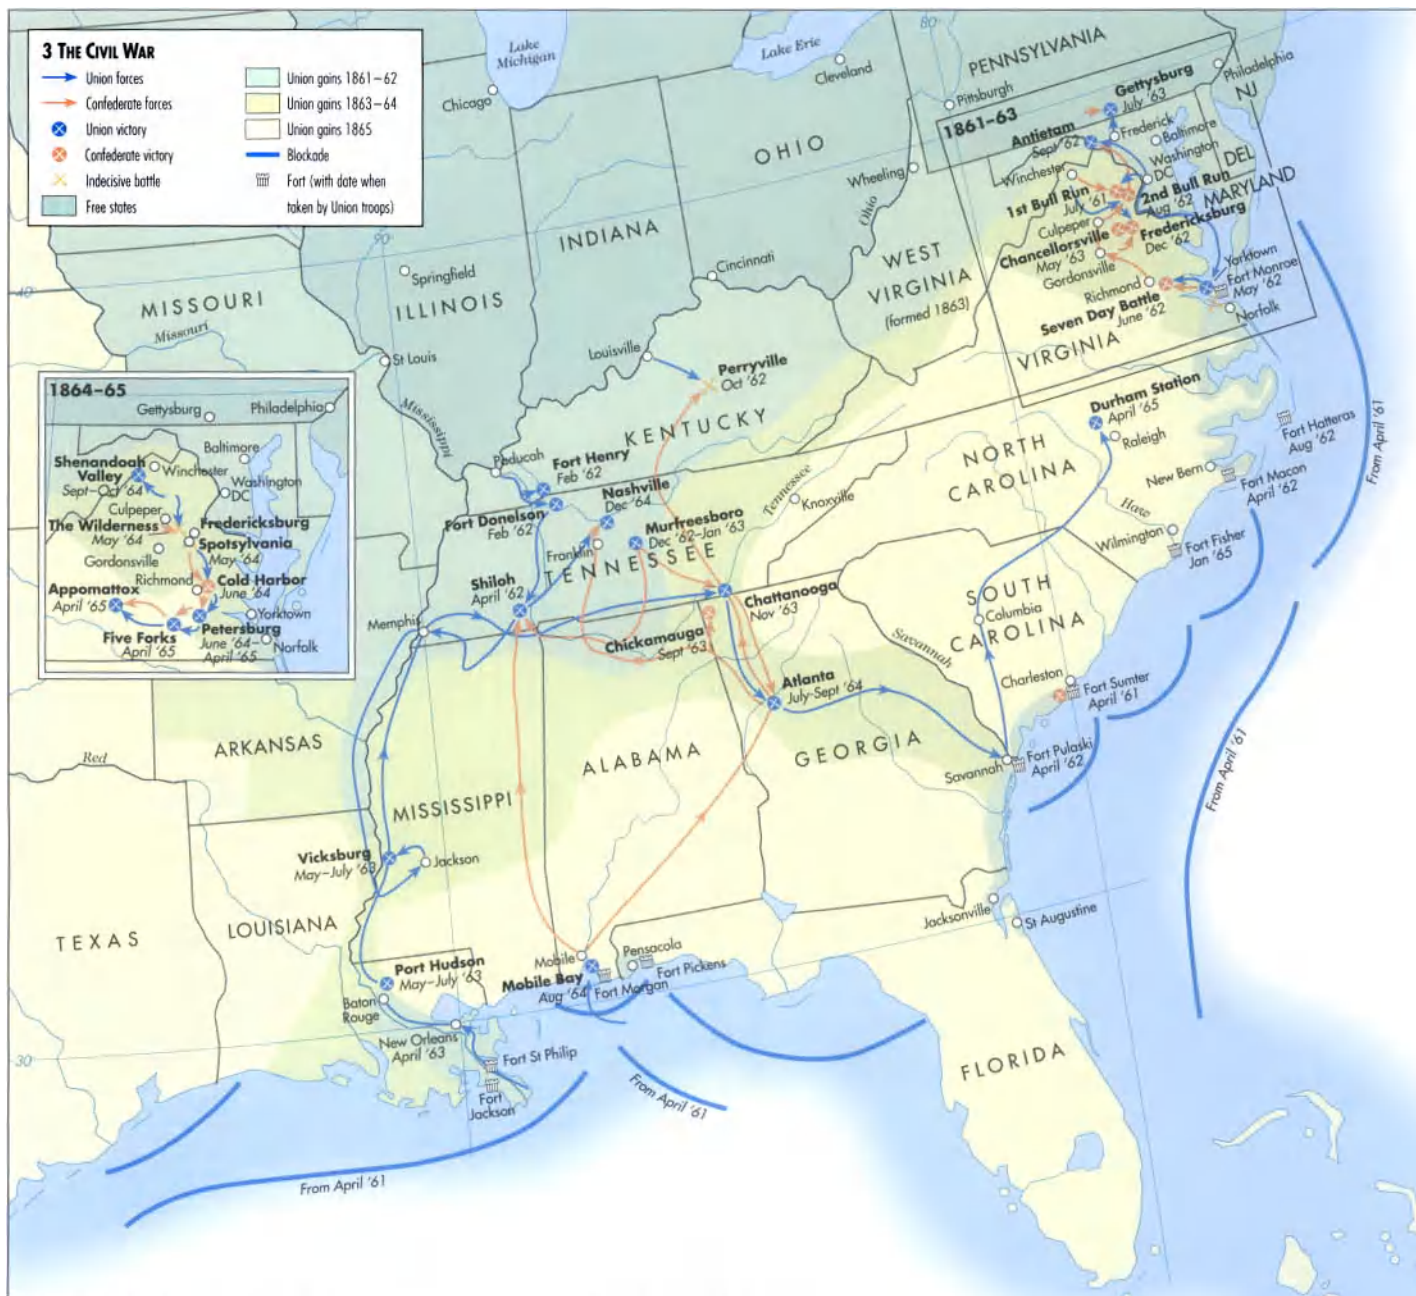 3 THE CIVIL WAR
Union forces
Confederate forces
Union victory
Confederate victory
Indecisive battle
Free states
Union gains 1861–62
Union gains 1863–64
Union gains 1865
Blockade
Fort (with date when
taken by Union troops)
Lake
Michigan
Lake Erie
80
Chicago
Cleveland
Pittsburgh
PENNSYLVANIA
Philadelphia
NJ
Gettysburg
July '63
1861–63
Antietam
Sept '62
Frederick
Baltimore
Washington
DC
DEL
MARYLAND
Winchester
1st Bull Run
July '61
2nd Bull Run
Aug '62
Culpeper
Fredericksburg
Dec '62
Chancellorsville
May '63
Gordonsville
Yorktown
Fort Monroe
May '62
Richmond
Norfolk
Seven Day Battle
June '62
VIRGINIA
OHIO
Wheeling
Ohio
INDIANA
90
Springfield
ILLINOIS
Cincinnati
WEST
VIRGINIA
(formed 1863)
40
MISSOURI
Missouri
St Louis
Louisville
Perryville
Oct '62
KENTUCKY
Mississippi
Paducah
Fort Henry
Feb '62
Fort Donelson
Feb '62
Nashville
Dec '64
Murfreesboro
Dec '62–Jan '63
Franklin
TENNESSEE
Tennessee
Knoxville
Shiloh
April '62
Memphis
Chattanooga
Nov '63
Chickamauga
Sept '63
Durham Station
April '65
Raleigh
NORTH
CAROLINA
New Bern
Haw
Wilmington
Fort Hatteras
Aug '62
Fort Macon
April '62
Fort Fisher
Jan '65
From April '61
1864–65
Gettysburg
Philadelphia
Baltimore
Shenandoah
Valley
Sept–Oct '64
Winchester
Washington
DC
Culpeper
The Wilderness
May '64
Fredericksburg
Spotsylvania
May '64
Gordonsville
Richmond
Cold Harbor
June '64
Appomattox
April '65
Yorktown
Five Forks
April '65
Petersburg
June '64–
April '65
Norfolk
SOUTH
CAROLINA
Columbia
Savannah
Charleston
Fort Sumter
April '61
Atlanta
July-Sept '64
GEORGIA
Savannah
Fort Pulaski
April '62
From April '61
Red
ARKANSAS
ALABAMA
MISSISSIPPI
Vicksburg
May–July '63
Jackson
TEXAS
LOUISIANA
Port Hudson
May–July '63
Baton
Rouge
New Orleans
April '63
Fort St Philip
Fort
Jackson
Mobile
Mobile Bay
Aug '64
Fort Morgan
Pensacola
Fort Pickens
Jacksonville
St Augustine
FLORIDA
30
From April '61
From April '61